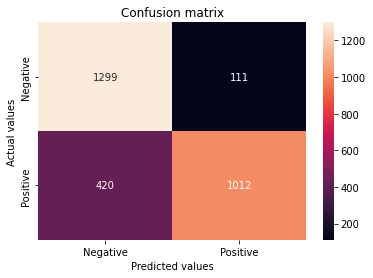 Confusion matrix
Actual values
Negative
1299
111
Positive
420
1012
Negative
Positive
Predicted values
1200
1000
800
600
400
200